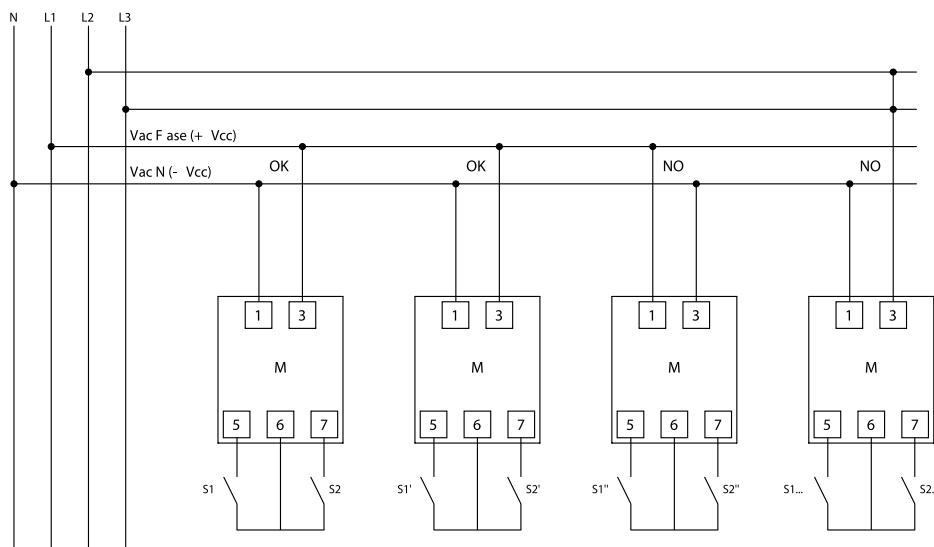 N L1 L2 L3
Vac F ase (+ Vcc)
OK OK NO NO
Vac N (- Vcc)
1 3 1 3 1 3 1 3
M M M M
5 6 7 5 6 7 5 6 7 5 6 7
S1 S2 S1' S2' S1" S2" S1... S2.